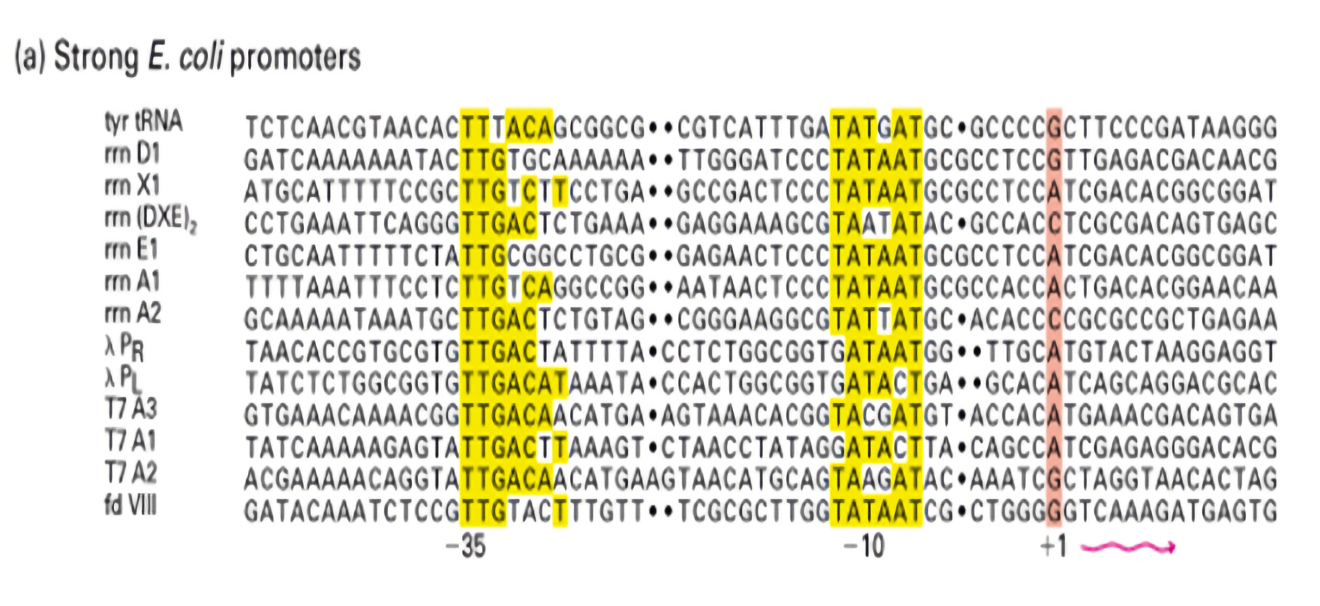 (a) Strong E. coli promoters
tyr tRNA TCTCAACGTAACACTTTACAGCGGCG••CGTCATTTGATATGATGC•GCCCCGCTTCCCGATAAGGG
rrn D1 GATCAAAAAAATACTTGTGCAAAAAA••TTGGGATCCCTATAATGCGCCTCCGTTGAGACGACAACG
rrn X1 ATGCATTTTTCCGCTTGTCTTCCTGA••GCCGACTCCCTATAATGCGCCTCCATCGACACGGCGGAT
rrn (DXE)₂ CCTGAAATTCAGGGTTGACTCTGAAA••GAGGAAAGCGTAATATAC•GCCACCTCGCGACAGTGAGC
rrn E1 CTGCAATTTTTCTATTGCGGCCTGCG••GAGAACTCCCTATAATGCGCCTCCATCGACACGGCGGAT
rrn A1 TTTTAAATTTCCTCTTGTCAGGCCGG••AATAACTCCCTATAATGCGCCACCACTGACACGGAACAA
rrn A2 GCAAAAATAAATGCTTGACTCTGTAG••CGGGAAGGCGTATTATGC•ACACCCCGCGCCGCTGAGAA
λ PR TAACACCGTGCGTGTTGACTATTTTA•CCTCTGGCGGTGATAATGG••TTGCATGTACTAAGGAGGT
λ PL TATCTCTGGCGGTGTTGACATAAATA•CCACTGGCGGTGATACTGA••GCACATCAGCAGGACGCAC
T7 A3 GTGAAACAAAACGGTTGACAACATGA•AGTAAACACGGTACGATGT•ACCACATGAAACGACAGTGA
T7 A1 TATCAAAAAGAGTATTGACTTAAAGT•CTAACCTATAGGATACTTA•CAGCCATCGAGAGGGACACG
T7 A2 ACGAAAAACAGGTATTGACAACATGAAGTAACATGCAGTAAGATAC•AAATCGCTAGGTAACACTAG
fd VIII GATACAAATCTCCGTTGTACTTTGTT••TCGCGCTTGGTATAATCG•CTGGGGGTCAAAGATGAGTG
−35 −10 +1